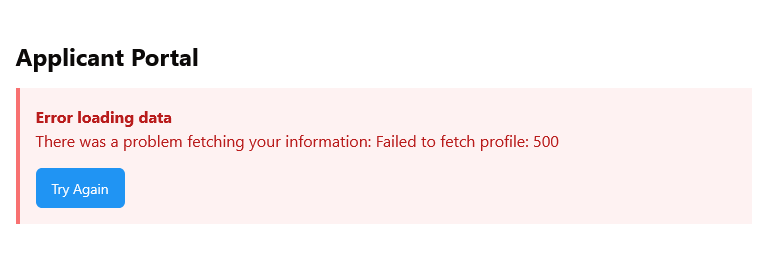 Applicant Portal
Error loading data
There was a problem fetching your information: Failed to fetch profile: 500
Try Again